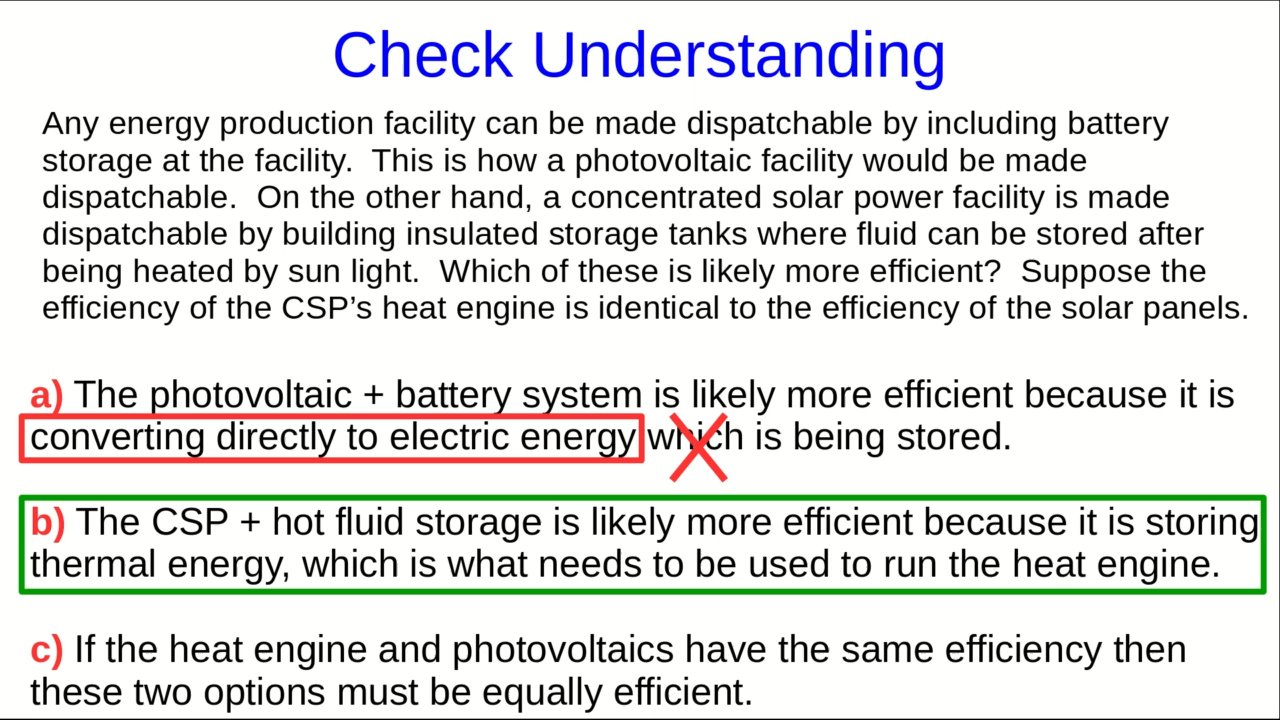 Check Understanding
Any energy production facility can be made dispatchable by including battery
storage at the facility.  This is how a photovoltaic facility would be made
dispatchable.  On the other hand, a concentrated solar power facility is made
dispatchable by building insulated storage tanks where fluid can be stored after
being heated by sun light.  Which of these is likely more efficient?  Suppose the
efficiency of the CSP’s heat engine is identical to the efficiency of the solar panels.
a) The photovoltaic + battery system is likely more efficient because it is
converting directly to electric energy which is being stored.
b) The CSP + hot fluid storage is likely more efficient because it is storing
thermal energy, which is what needs to be used to run the heat engine.
c) If the heat engine and photovoltaics have the same efficiency then
these two options must be equally efficient.